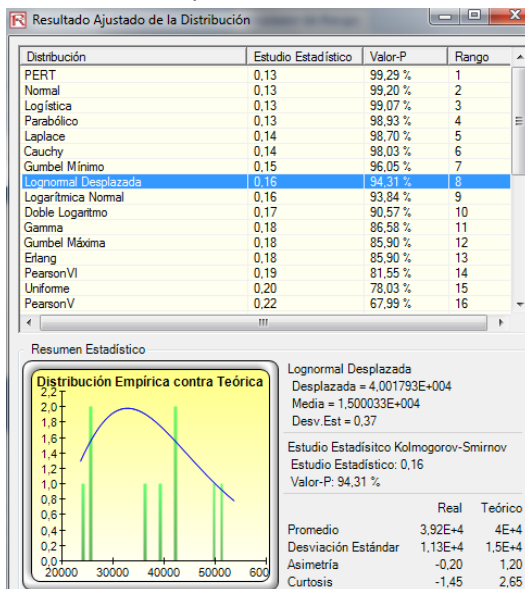 Resultado Ajustado de la Distribución
Distribución Estudio Estadístico Valor-P Rango
PERT 0,13 99,29 % 1
Normal 0,13 99,20 % 2
Logística 0,13 99,07 % 3
Parabólico 0,13 98,93 % 4
Laplace 0,14 98,70 % 5
Cauchy 0,14 98,03 % 6
Gumbel Mínimo 0,15 96,05 % 7
Lognormal Desplazada 0,16 94,31 % 8
Logarítmica Normal 0,16 93,84 % 9
Doble Logaritmo 0,17 90,57 % 10
Gamma 0,18 86,58 % 11
Gumbel Máxima 0,18 85,90 % 12
Erlang 0,18 85,90 % 13
PearsonVI 0,19 81,55 % 14
Uniforme 0,20 78,03 % 15
PearsonV 0,22 67,99 % 16
Resumen Estadístico
Distribución Empírica contra Teórica
2,2
2,0
1,8
1,6
1,4
1,2
1,0
0,8
0,6
0,4
0,2
0,0
20000 30000 40000 50000 600
Lognormal Desplazada
Desplazada = 4,001793E+004
Media = 1,500033E+004
Desv.Est = 0,37
Estudio Estadísitco Kolmogorov-Smirnov
Estudio Estadístico: 0,16
Valor-P: 94,31 %
Real Teórico
Promedio 3,92E+4 4E+4
Desviación Estándar 1,13E+4 1,5E+4
Asimetría -0,20 1,20
Curtosis -1,45 2,65